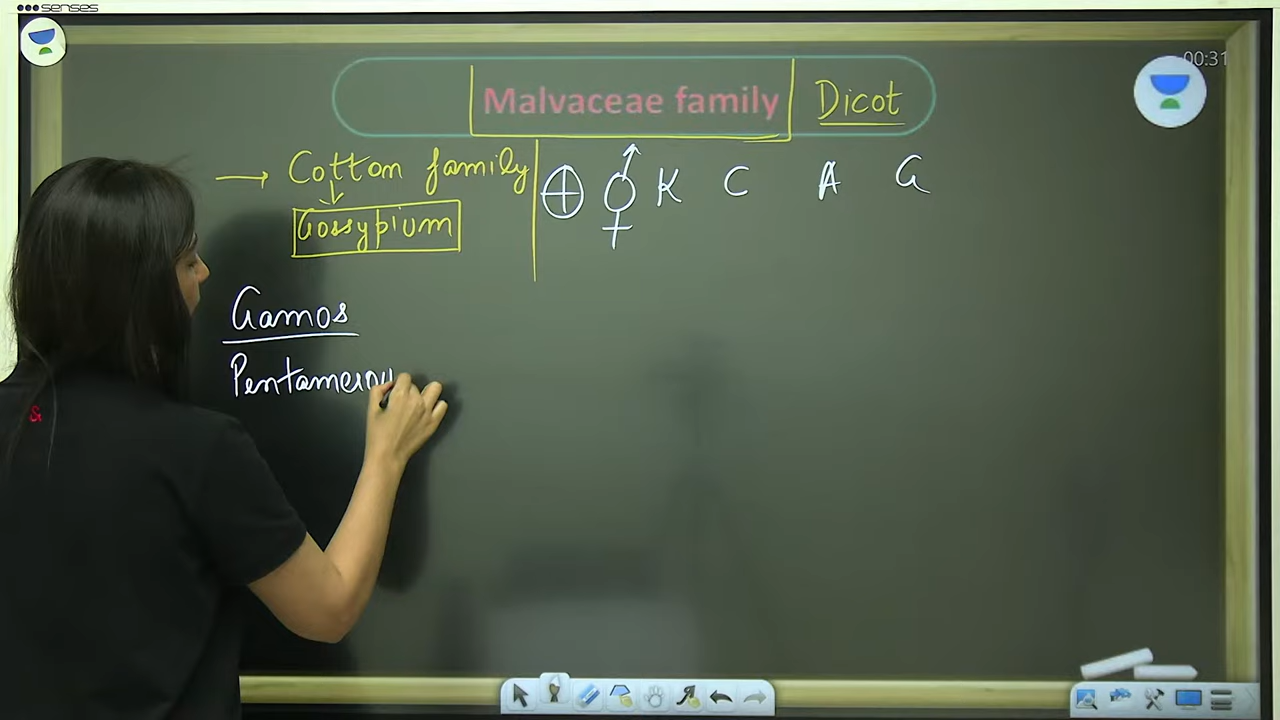 senses
00:31
Malvaceae family Dicot
→ Cotton family
Gossypium
⊕ ⚥ K C A G
Gamos
Pentamerou